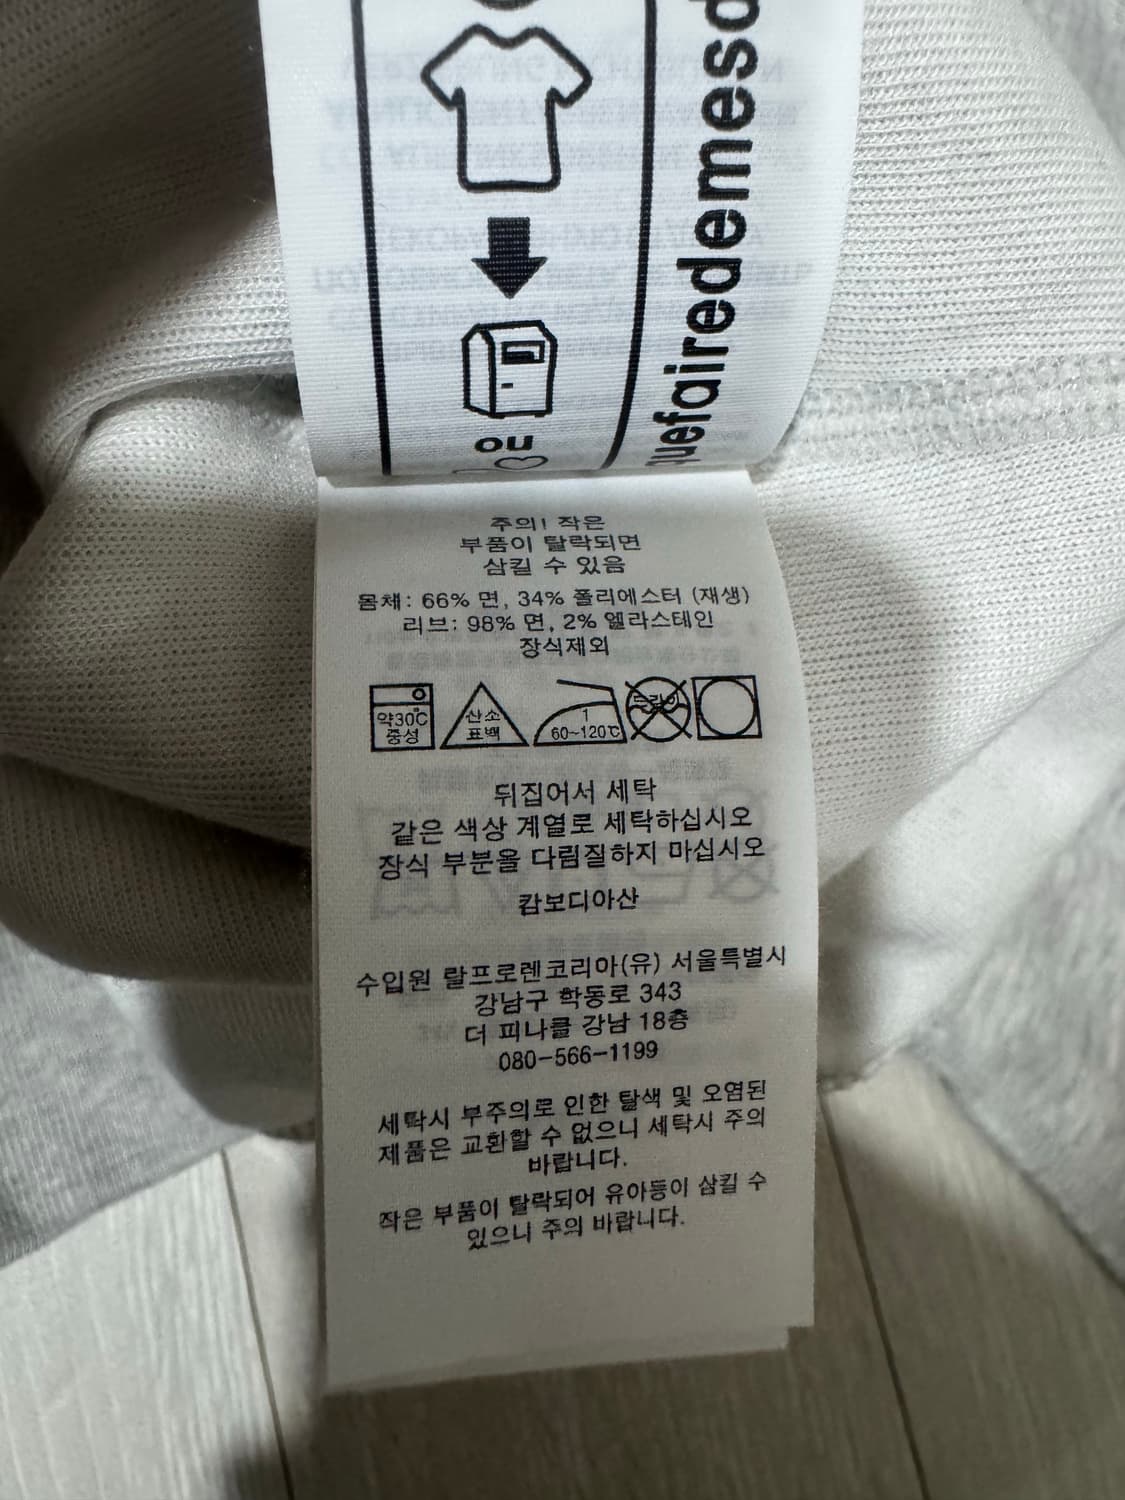 ou
quefairedemesd
주의! 작은
부품이 탈락되면
삼킬 수 있음
몸체: 66% 면, 34% 폴리에스터 (재생)
리브: 98% 면, 2% 엘라스테인
장식제외
약30℃
중성
산소
표백
1
60~120℃
드라이
뒤집어서 세탁
같은 색상 계열로 세탁하십시오
장식 부분을 다림질하지 마십시오
캄보디아산
수입원 랄프로렌코리아(유) 서울특별시
강남구 학동로 343
더 피나클 강남 18층
080-566-1199
세탁시 부주의로 인한 탈색 및 오염된
제품은 교환할 수 없으니 세탁시 주의
바랍니다.
작은 부품이 탈락되어 유아등이 삼킬 수
있으니 주의 바랍니다.